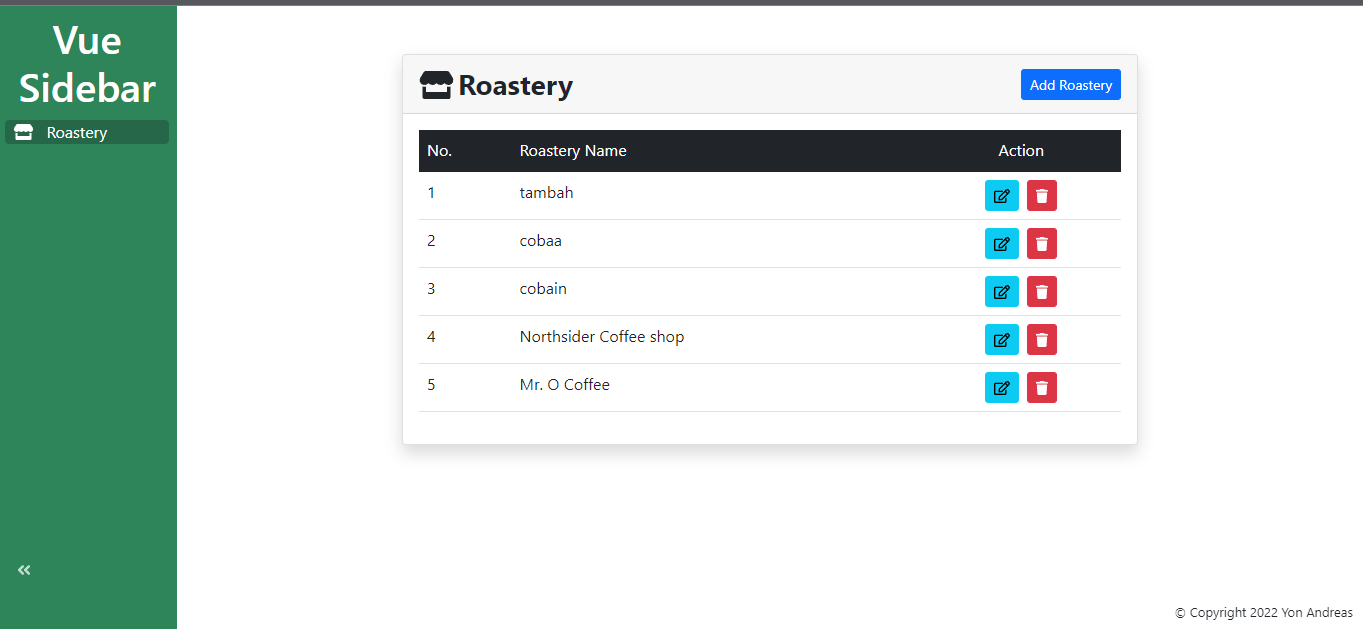 Vue
Sidebar
Roastery
Roastery
Add Roastery
No. Roastery Name Action
1 tambah
2 cobaa
3 cobain
4 Northsider Coffee shop
5 Mr. O Coffee
© Copyright 2022 Yon Andreas